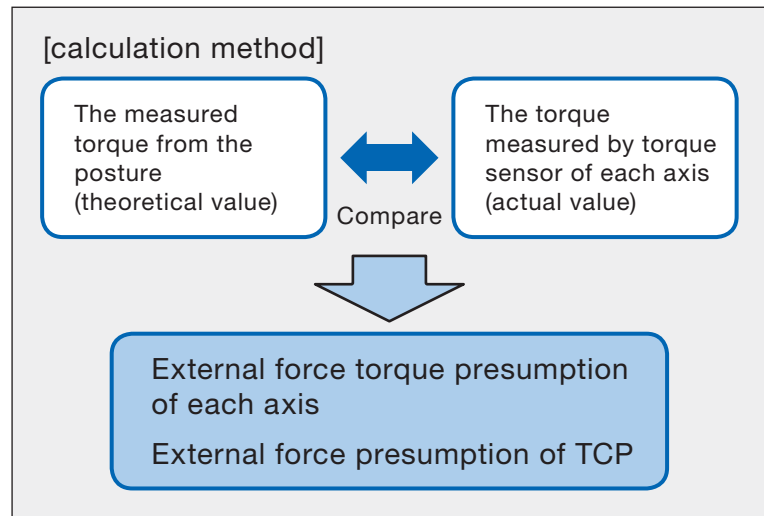 [calculation method]
The measured
torque from the
posture
(theoretical value)
Compare
The torque
measured by torque
sensor of each axis
(actual value)
External force torque presumption
of each axis
External force presumption of TCP